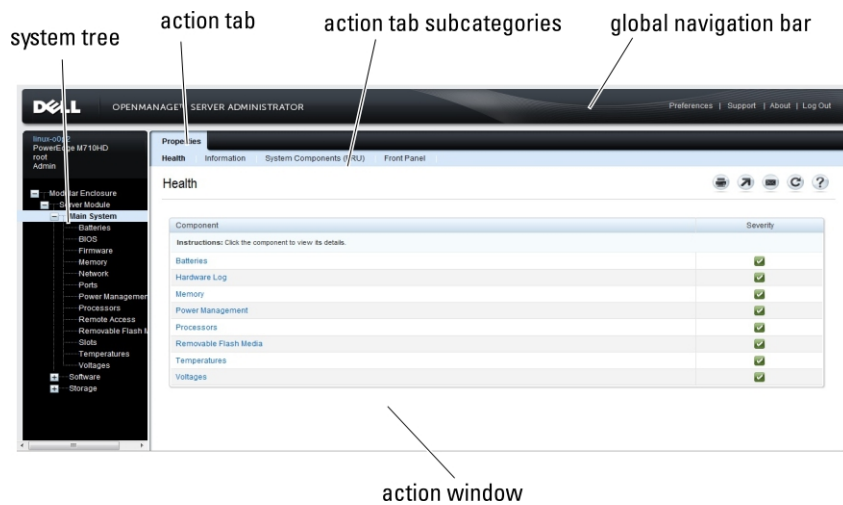 system tree
action tab
action tab subcategories
global navigation bar
DELL
OPENMANAGE™ SERVER ADMINISTRATOR
Preferences | Support | About | Log Out
PowerEdge M710HD
root
Admin
Modular Enclosure
Server Module
Main System
Batteries
BIOS
Firmware
Memory
Network
Ports
Power Managemen
Processors
Remote Access
Removable Flash M
Slots
Temperatures
Voltages
Software
Storage
Properties
Health Information System Components (FRU) Front Panel
Health
?
Component Severity
Instructions: Click the component to view its details.
Batteries
Hardware Log
Memory
Power Management
Processors
Removable Flash Media
Temperatures
Voltages
action window